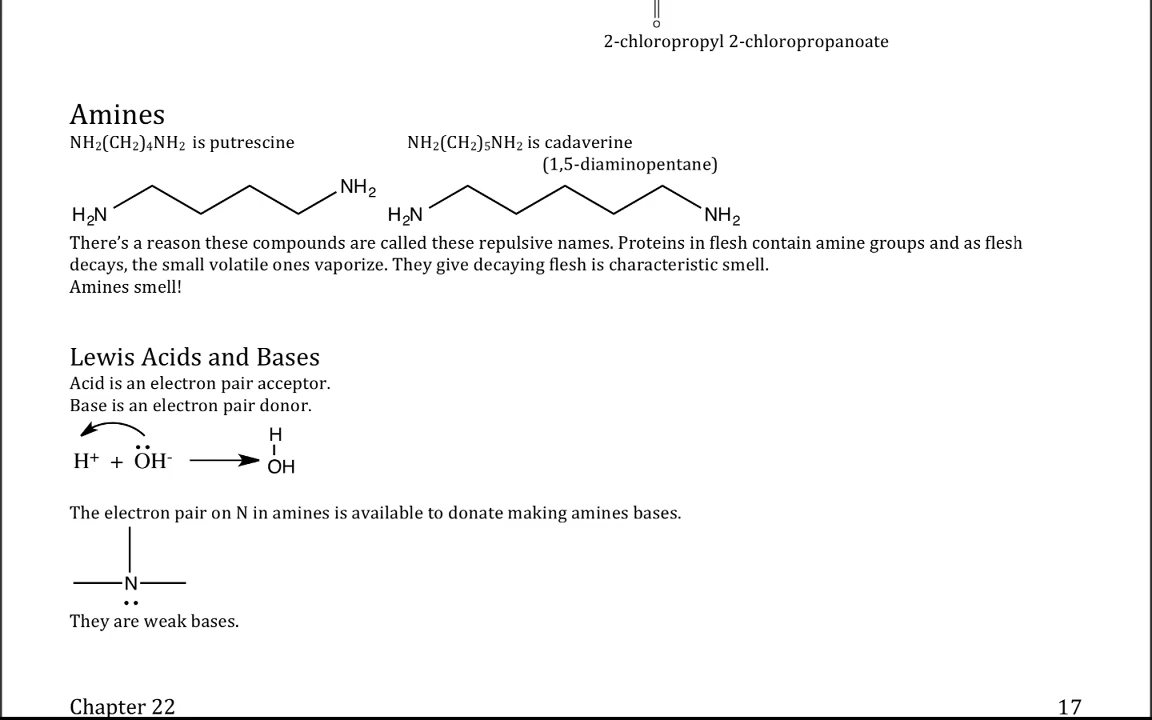 O
2-chloropropyl 2-chloropropanoate
Amines
NH₂(CH₂)₄NH₂ is putrescine
NH₂(CH₂)₅NH₂ is cadaverine
(1,5-diaminopentane)
H₂N NH₂
H₂N NH₂
There's a reason these compounds are called these repulsive names. Proteins in flesh contain amine groups and as flesh
decays, the small volatile ones vaporize. They give decaying flesh is characteristic smell.
Amines smell!
Lewis Acids and Bases
Acid is an electron pair acceptor.
Base is an electron pair donor.
H
H⁺ + OH⁻ OH
The electron pair on N in amines is available to donate making amines bases.
N
They are weak bases.
Chapter 22 17